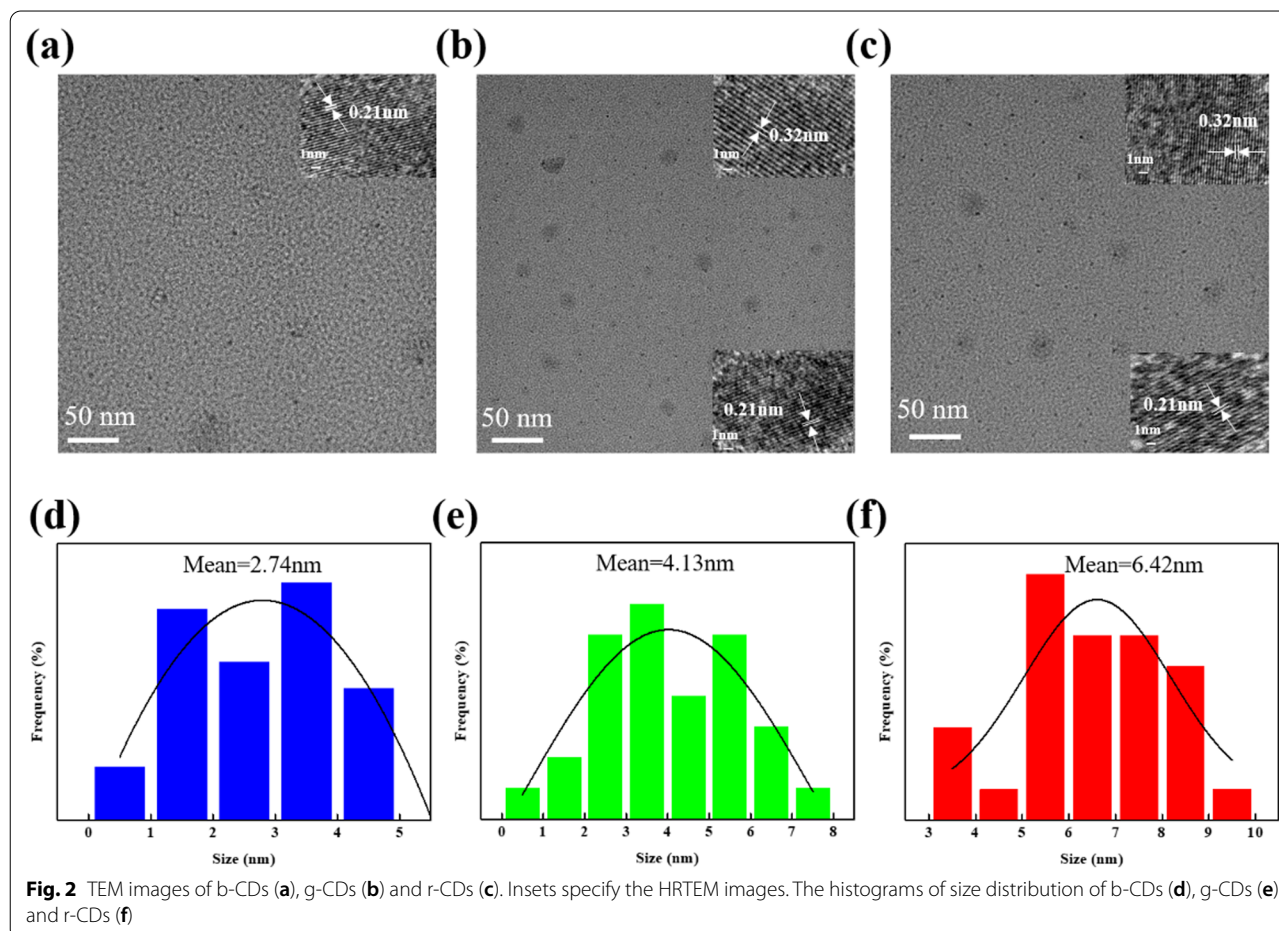 (a)
(b)
(c)
0.21nm
1nm
50 nm
0.32nm
1nm
0.21nm
1nm
50 nm
0.32nm
1nm
0.21nm
1nm
50 nm
(d)
(e)
(f)
Mean=2.74nm
Frequency (%)
0 1 2 3 4 5
Size (nm)
Mean=4.13nm
Frequency (%)
0 1 2 3 4 5 6 7 8
Size (nm)
Mean=6.42nm
Frequency (%)
3 4 5 6 7 8 9 10
Size (nm)
Fig. 2 TEM images of b-CDs (a), g-CDs (b) and r-CDs (c). Insets specify the HRTEM images. The histograms of size distribution of b-CDs (d), g-CDs (e)
and r-CDs (f)